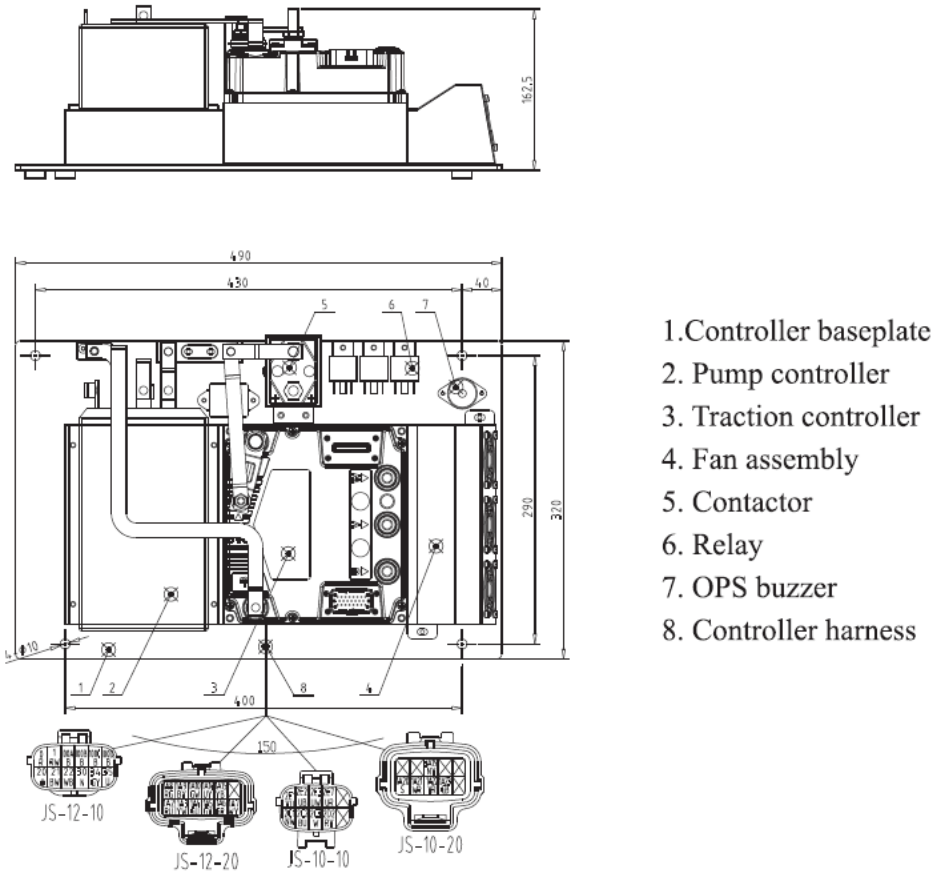 162,5
490
430
40
5
6
7
1.Controller baseplate
2. Pump controller
3. Traction controller
4. Fan assembly
5. Contactor
6. Relay
7. OPS buzzer
8. Controller harness
290
320
4 Φ10
1
2
3
8
4
400
150
JS-12-10
JS-12-20
JS-10-10
JS-10-20